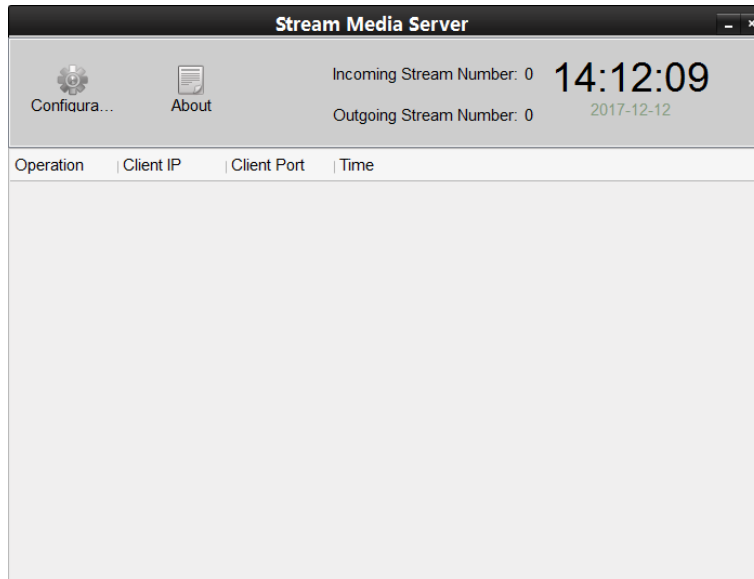 Stream Media Server
Configura...
About
Incoming Stream Number: 0
Outgoing Stream Number: 0
14:12:09
2017-12-12
Operation Client IP Client Port Time